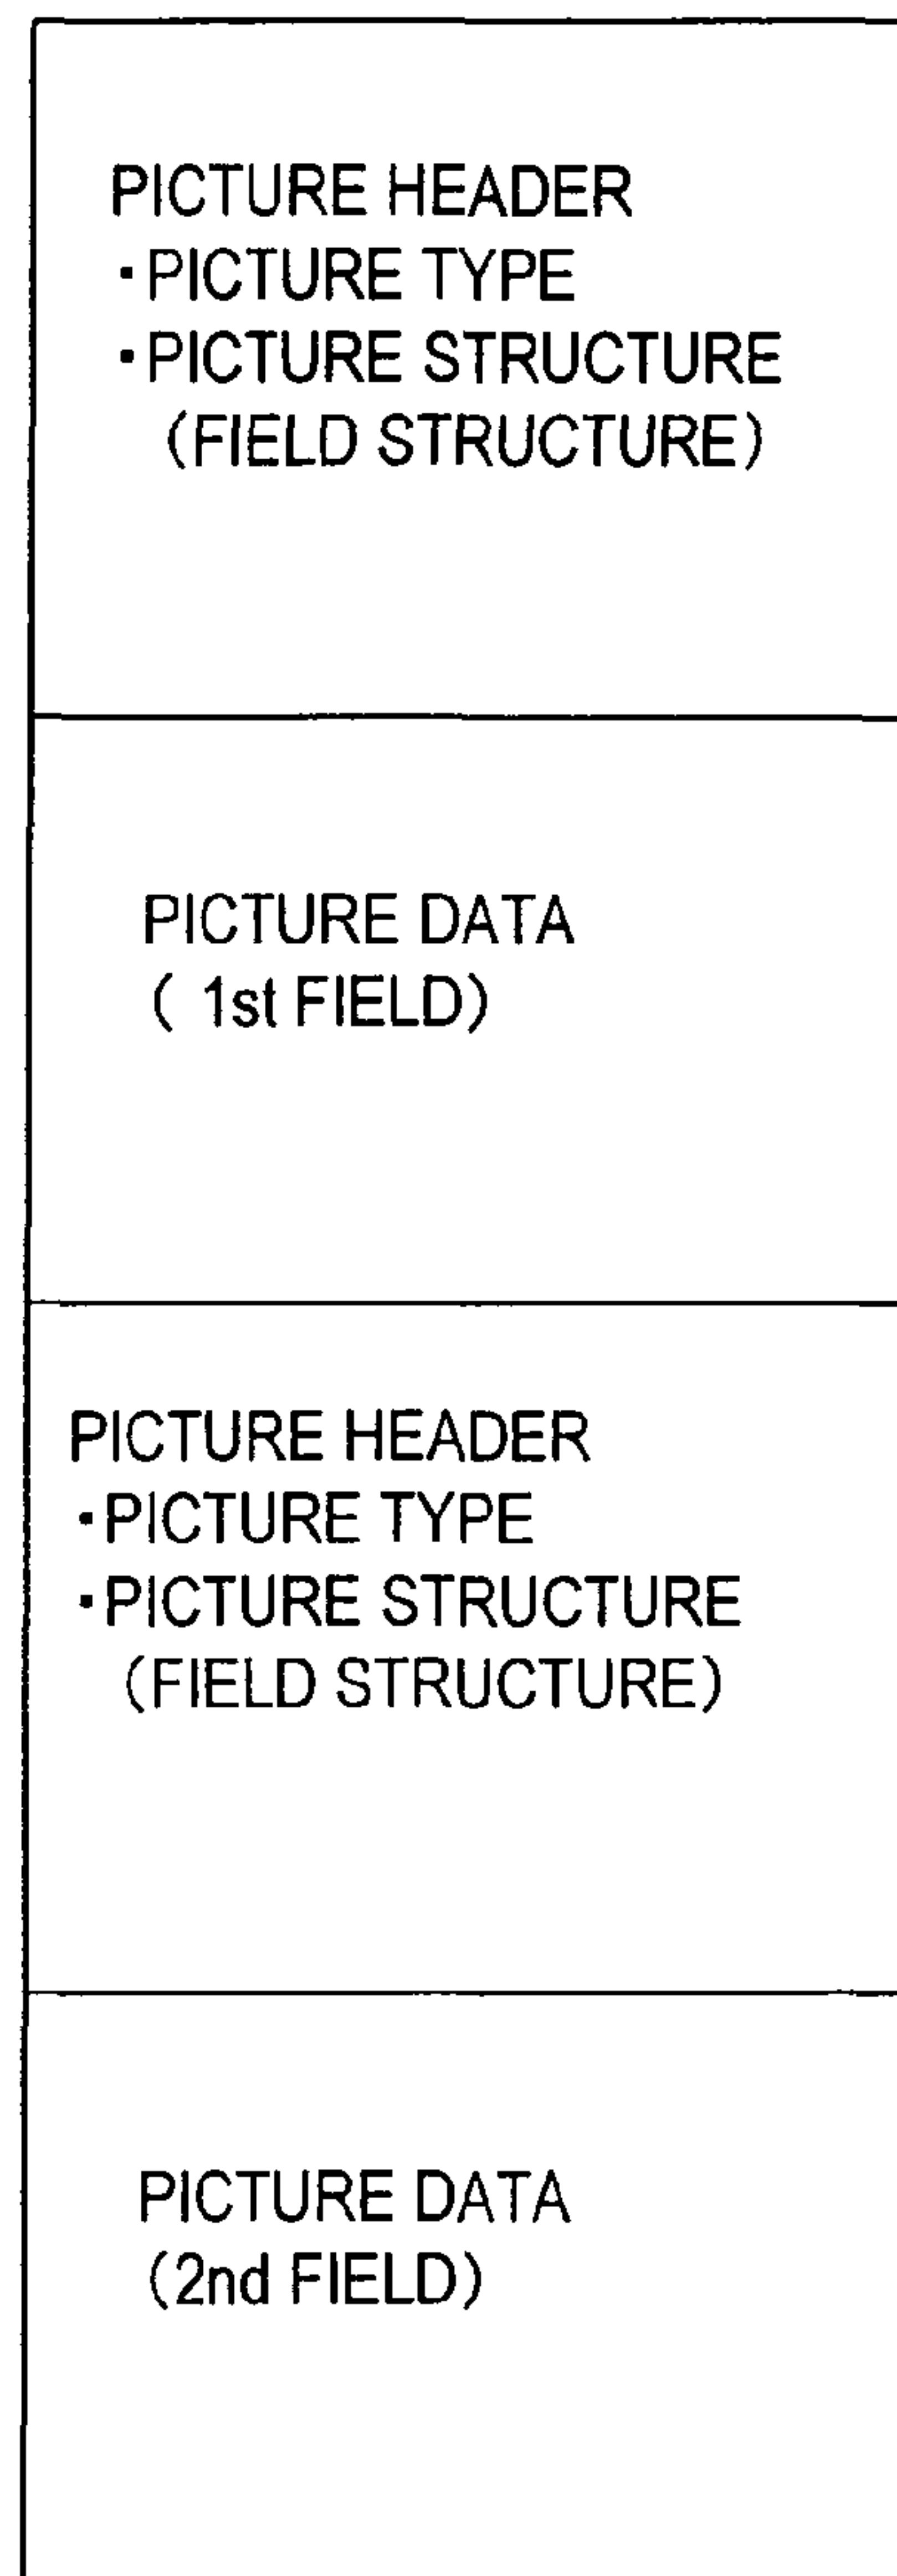 PICTURE HEADER
・PICTURE TYPE
・PICTURE STRUCTURE
(FIELD STRUCTURE)
PICTURE DATA
( 1st FIELD)
PICTURE HEADER
・PICTURE TYPE
・PICTURE STRUCTURE
(FIELD STRUCTURE)
PICTURE DATA
(2nd FIELD)